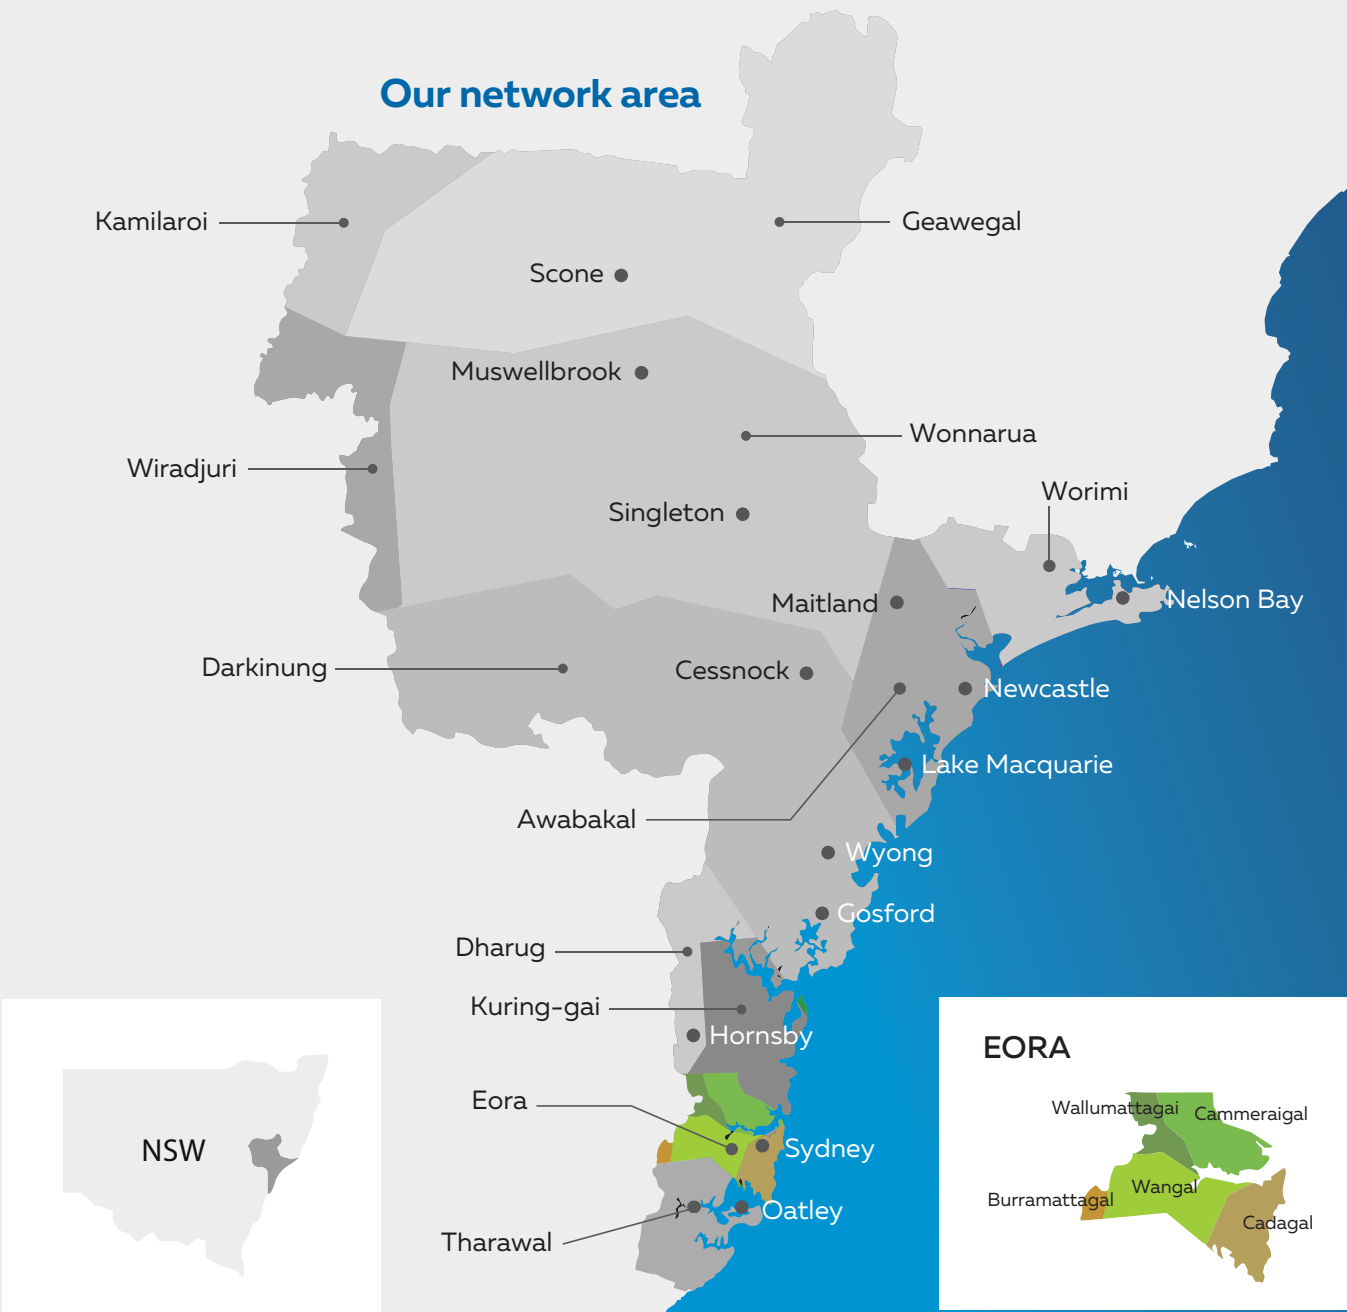 Our network area
Kamilaroi
Geawegal
Scone
Muswellbrook
Wonnarua
Wiradjuri
Worimi
Singleton
Maitland
Nelson Bay
Darkinung
Cessnock
Newcastle
Lake Macquarie
Awabakal
Wyong
Gosford
Dharug
Kuring-gai
Hornsby
Eora
Sydney
Oatley
Tharawal
NSW
EORA
Wallumattagai
Cammeraigal
Wangal
Burramattagal
Cadagal